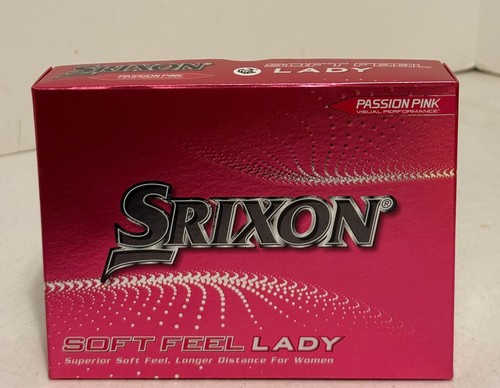 SRIXON
PASSION PINK
SOFT FEEL
LADY
PASSION PINK
VISUAL PERFORMANCE
SRIXON®
SOFT FEEL LADY
Superior Soft Feel. Longer Distance For Women